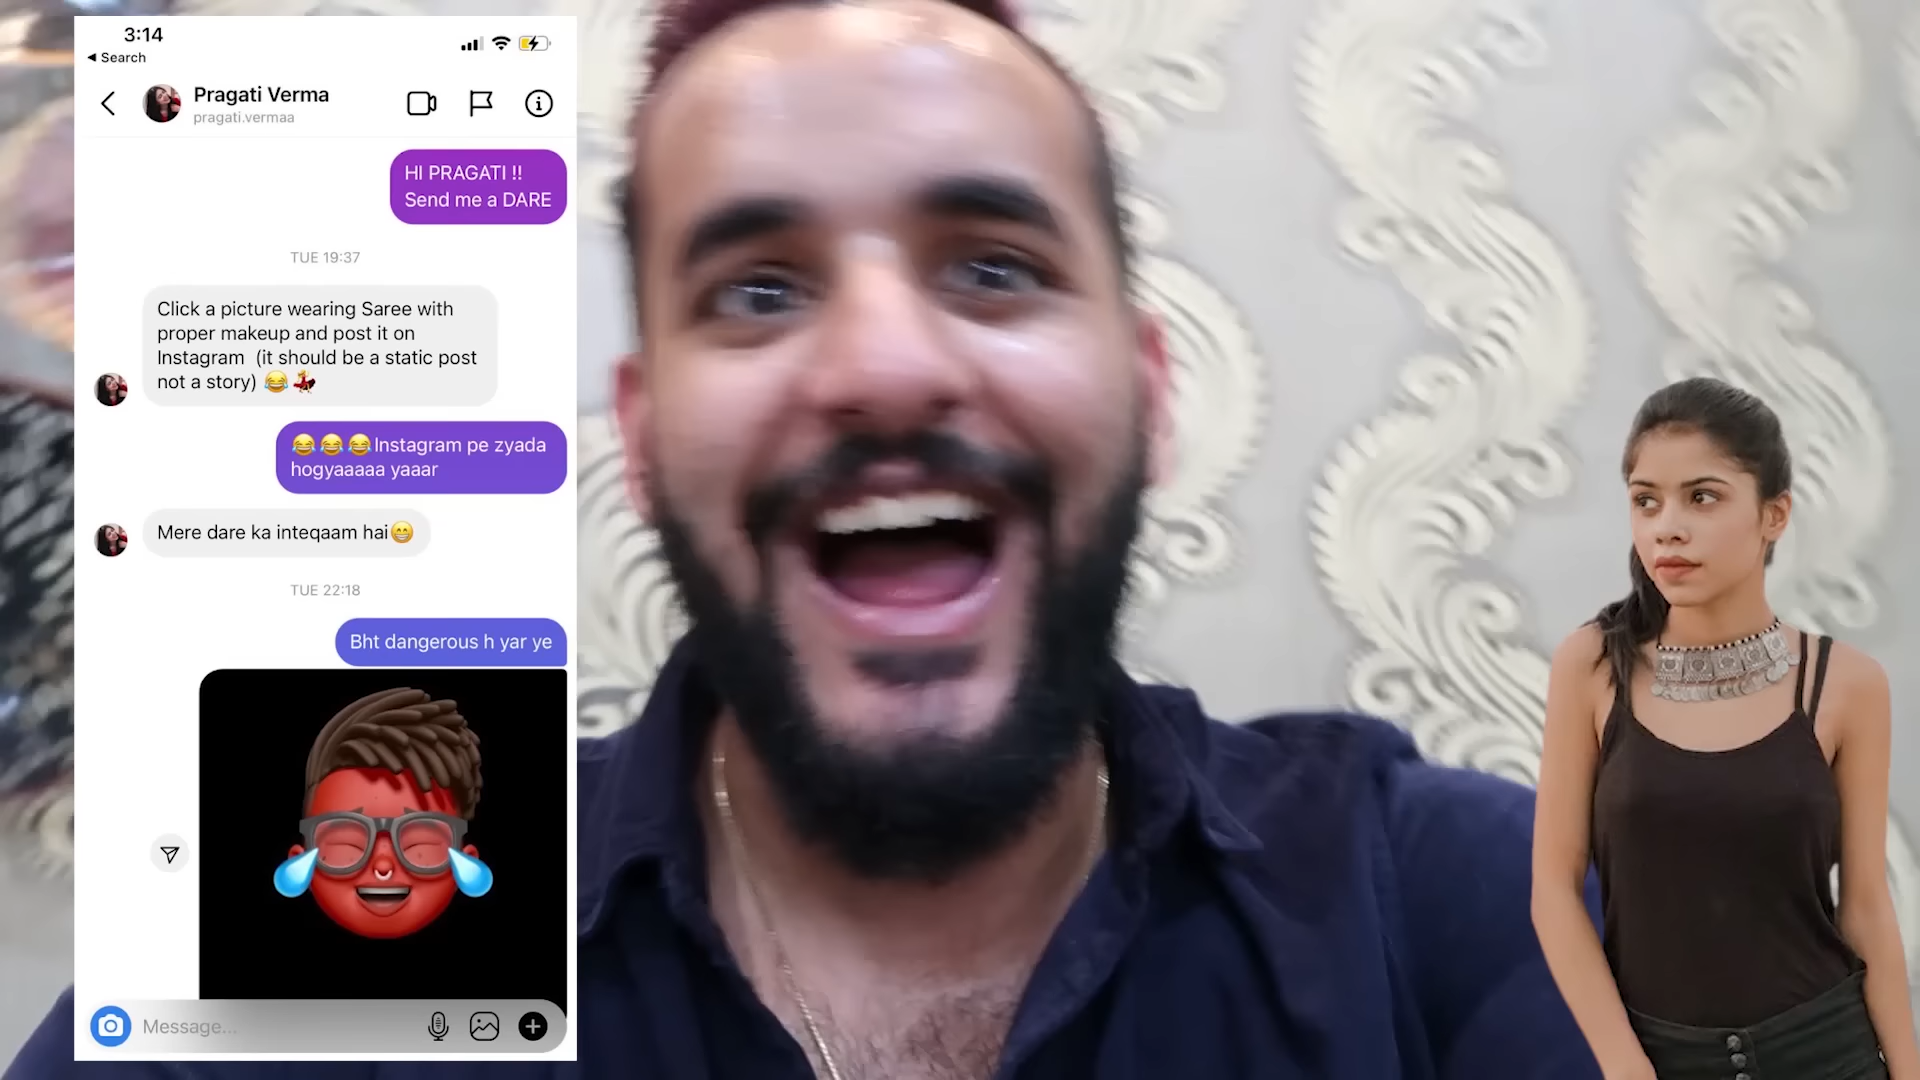 3:14
Search
Pragati Verma
pragati.vermaa
HI PRAGATI !!
Send me a DARE
TUE 19:37
Click a picture wearing Saree with
proper makeup and post it on
Instagram (it should be a static post
not a story) 😂 💃
😂😂😂Instagram pe zyada
hogyaaaaa yaaar
Mere dare ka inteqaam hai😁
TUE 22:18
Bht dangerous h yar ye
Message...